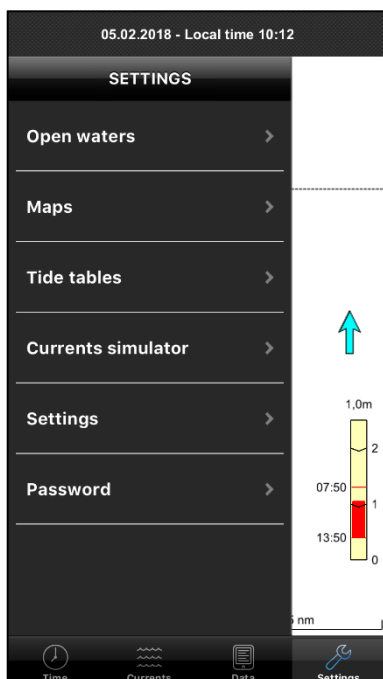 05.02.2018 - Local time 10:12
SETTINGS
Open waters
Maps
Tide tables
Currents simulator
Settings
Password
1,0m
2
07:50
1
13:50
0
nm
Time
Currents
Data
Settings